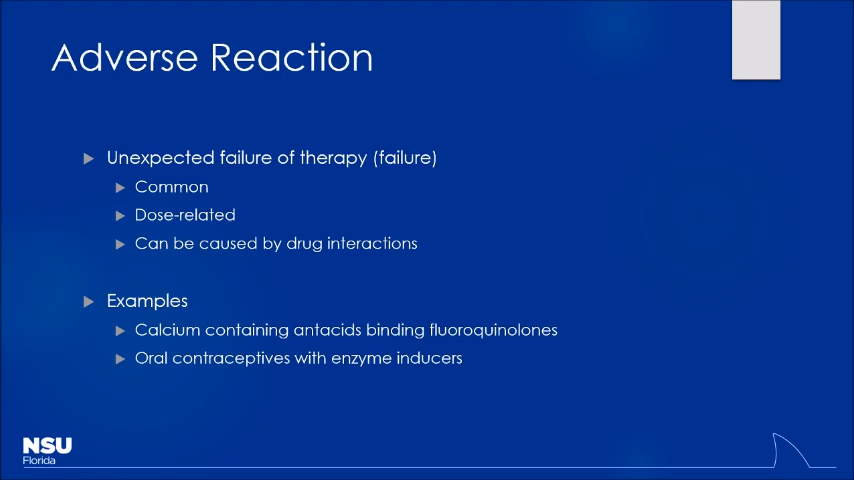 Adverse Reaction
Unexpected failure of therapy (failure)
Common
Dose-related
Can be caused by drug interactions
Examples
Calcium containing antacids binding fluoroquinolones
Oral contraceptives with enzyme inducers
NSU
Florida